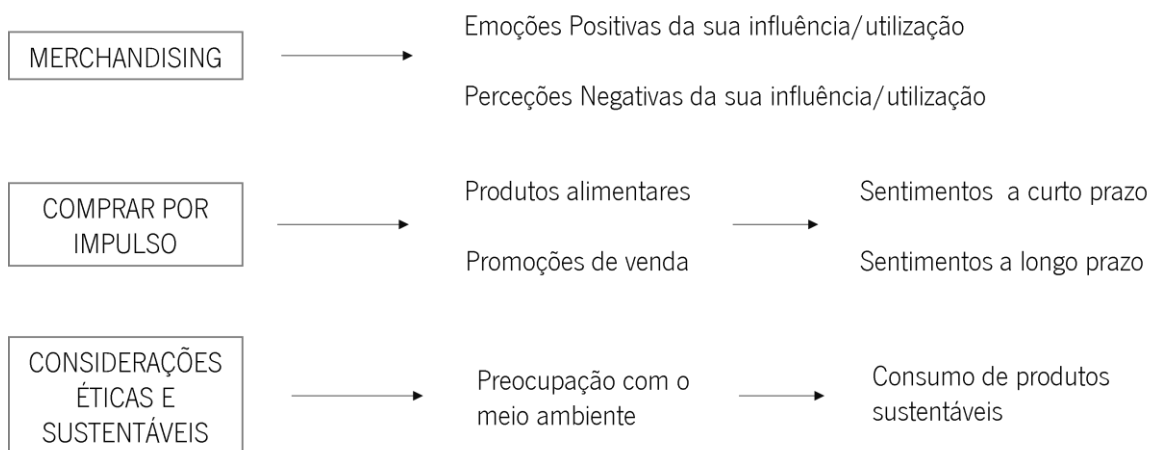 MERCHANDISING
Emoções Positivas da sua influência/utilização
Perceções Negativas da sua influência/utilização
COMPRAR POR
IMPULSO
Produtos alimentares
Promoções de venda
Sentimentos a curto prazo
Sentimentos a longo prazo
CONSIDERAÇÕES
ÉTICAS E
SUSTENTÁVEIS
Preocupação com o
meio ambiente
Consumo de produtos
sustentáveis